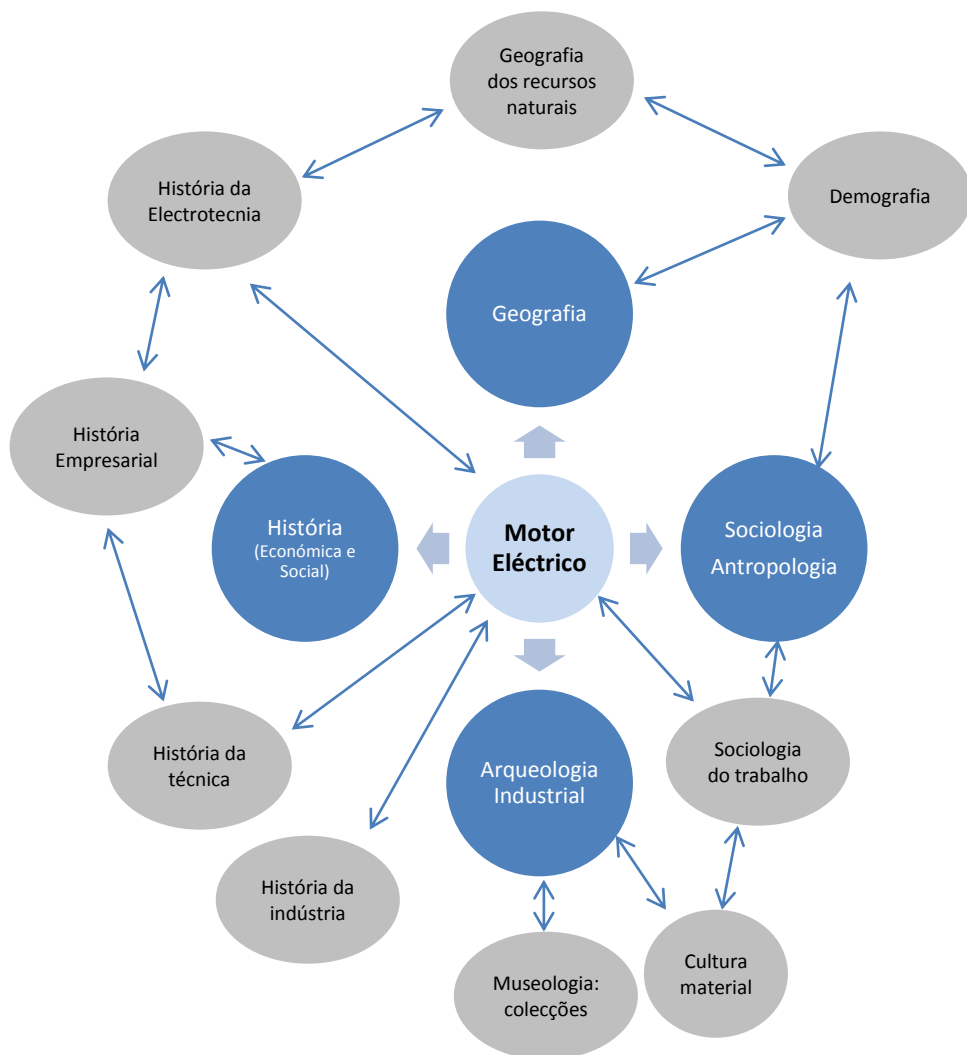 Geografia
dos recursos
naturais
História da
Electrotecnia
Demografia
Geografia
História
Empresarial
História
(Económica e
Social)
Motor
Eléctrico
Sociologia
Antropologia
História da
técnica
Arqueologia
Industrial
Sociologia
do trabalho
História da
indústria
Museologia:
colecções
Cultura
material